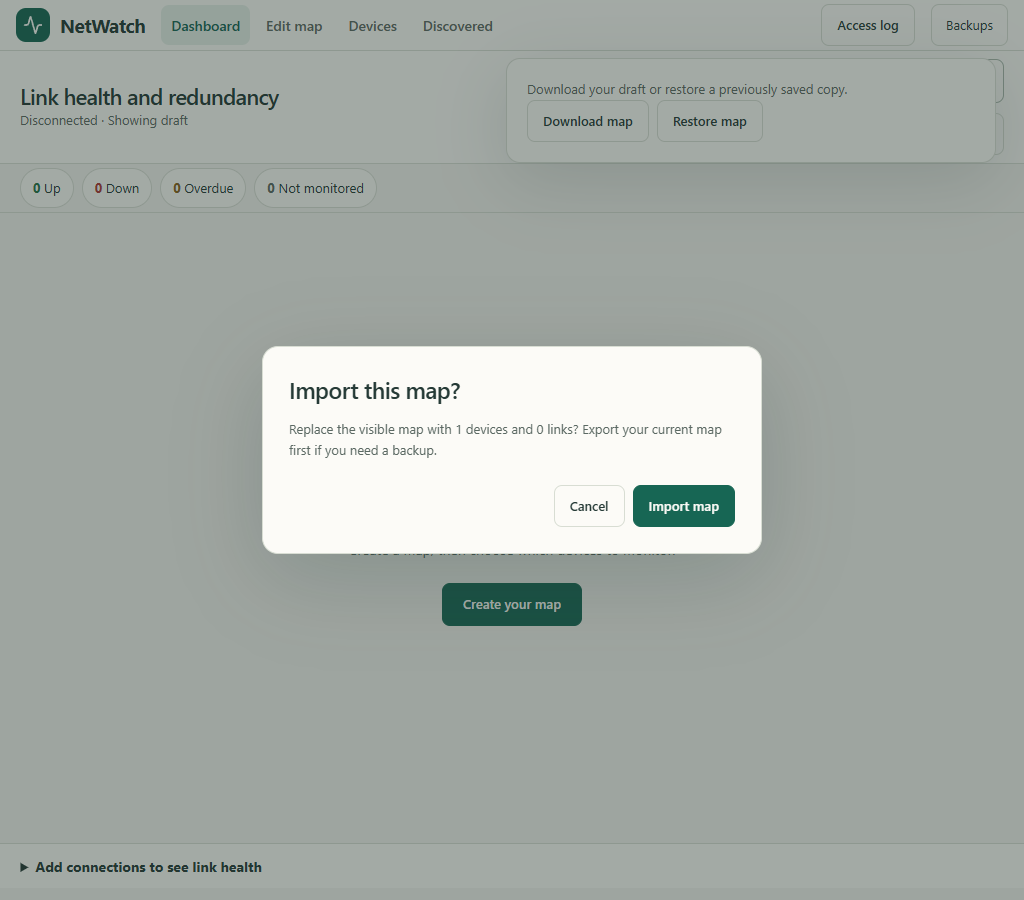 NetWatch
Dashboard
Edit map
Devices
Discovered
Access log
Backups
Link health and redundancy
Disconnected · Showing draft
Download your draft or restore a previously saved copy.
Download map
Restore map
0 Up
0 Down
0 Overdue
0 Not monitored
Import this map?
Replace the visible map with 1 devices and 0 links? Export your current map
first if you need a backup.
Cancel
Import map
Create your map
Add connections to see link health